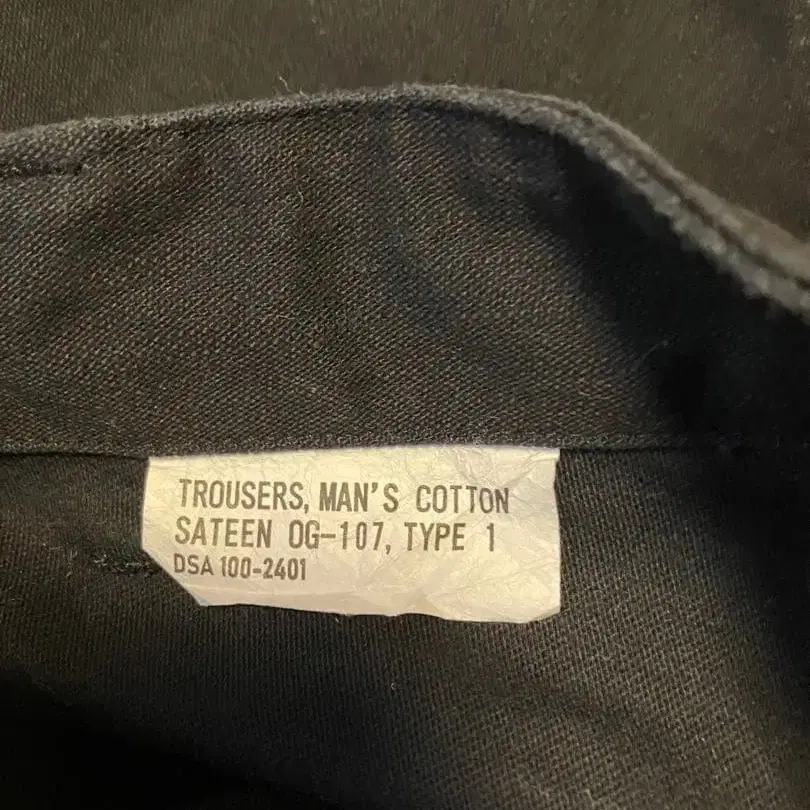 TROUSERS, MAN'S COTTON
SATEEN OG-107, TYPE 1
DSA 100-2401